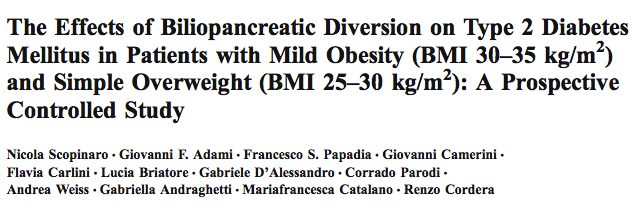 The Effects of Biliopancreatic Diversion on Type 2 Diabetes
Mellitus in Patients with Mild Obesity (BMI 30–35 kg/m²)
and Simple Overweight (BMI 25–30 kg/m²): A Prospective
Controlled Study
Nicola Scopinaro · Giovanni F. Adami · Francesco S. Papadia · Giovanni Camerini ·
Flavia Carlini · Lucia Briatore · Gabriele D’Alessandro · Corrado Parodi ·
Andrea Weiss · Gabriella Andraghetti · Mariafrancesca Catalano · Renzo Cordera